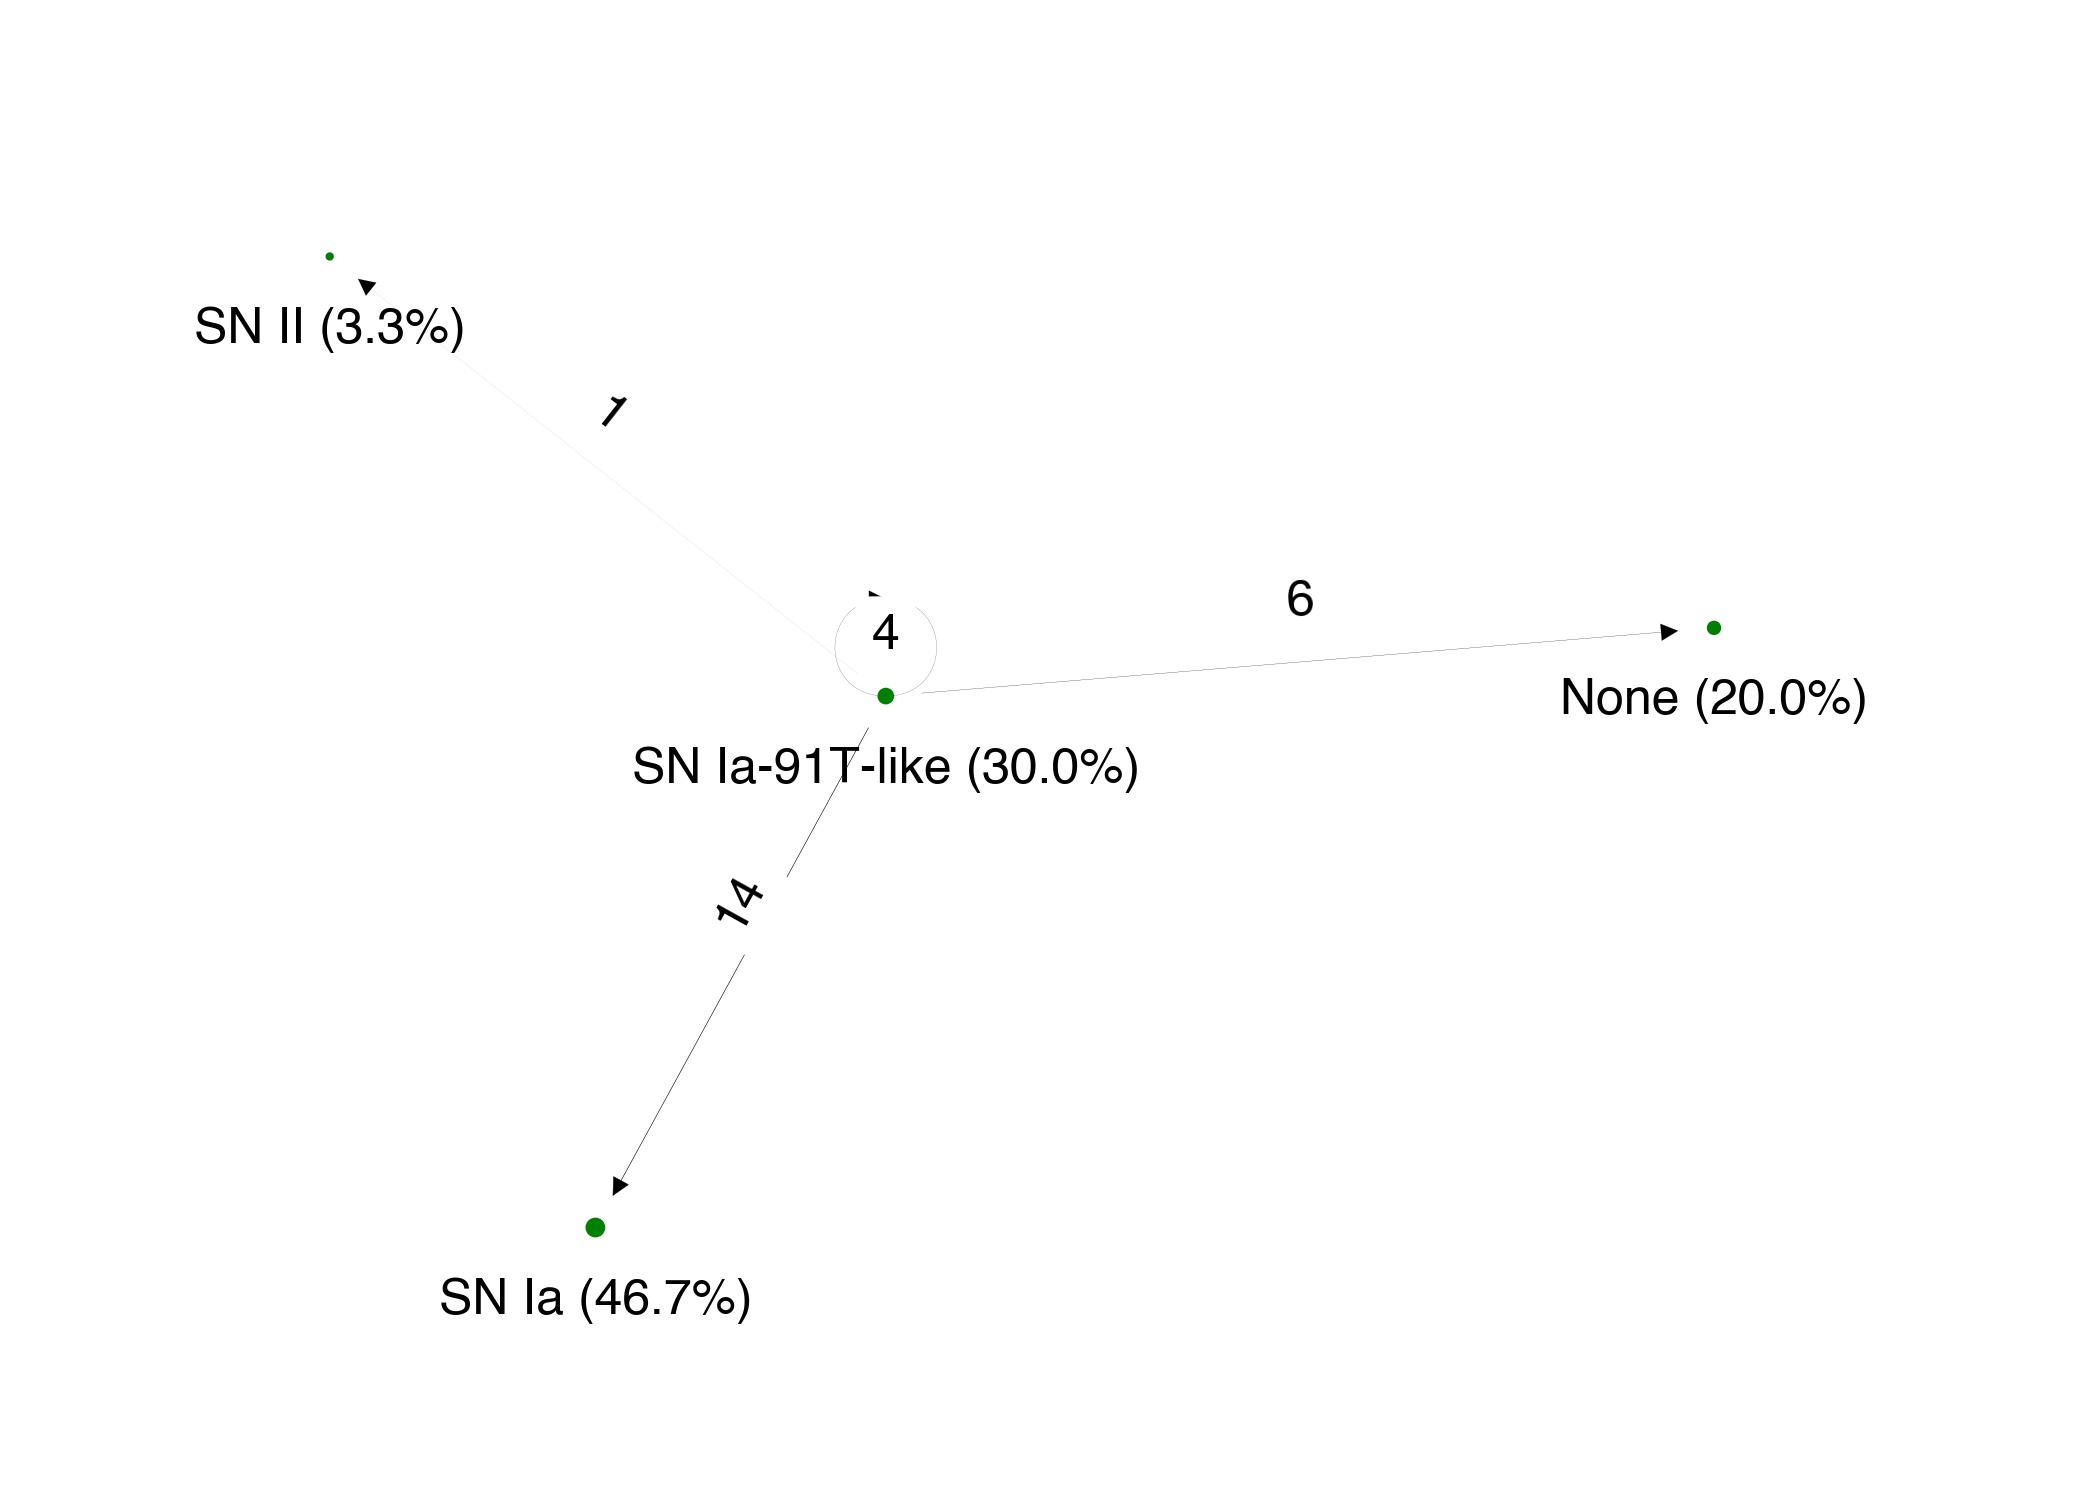 SN II (3.3%)
1
6
4
None (20.0%)
SN Ia-91T-like (30.0%)
14
SN Ia (46.7%)